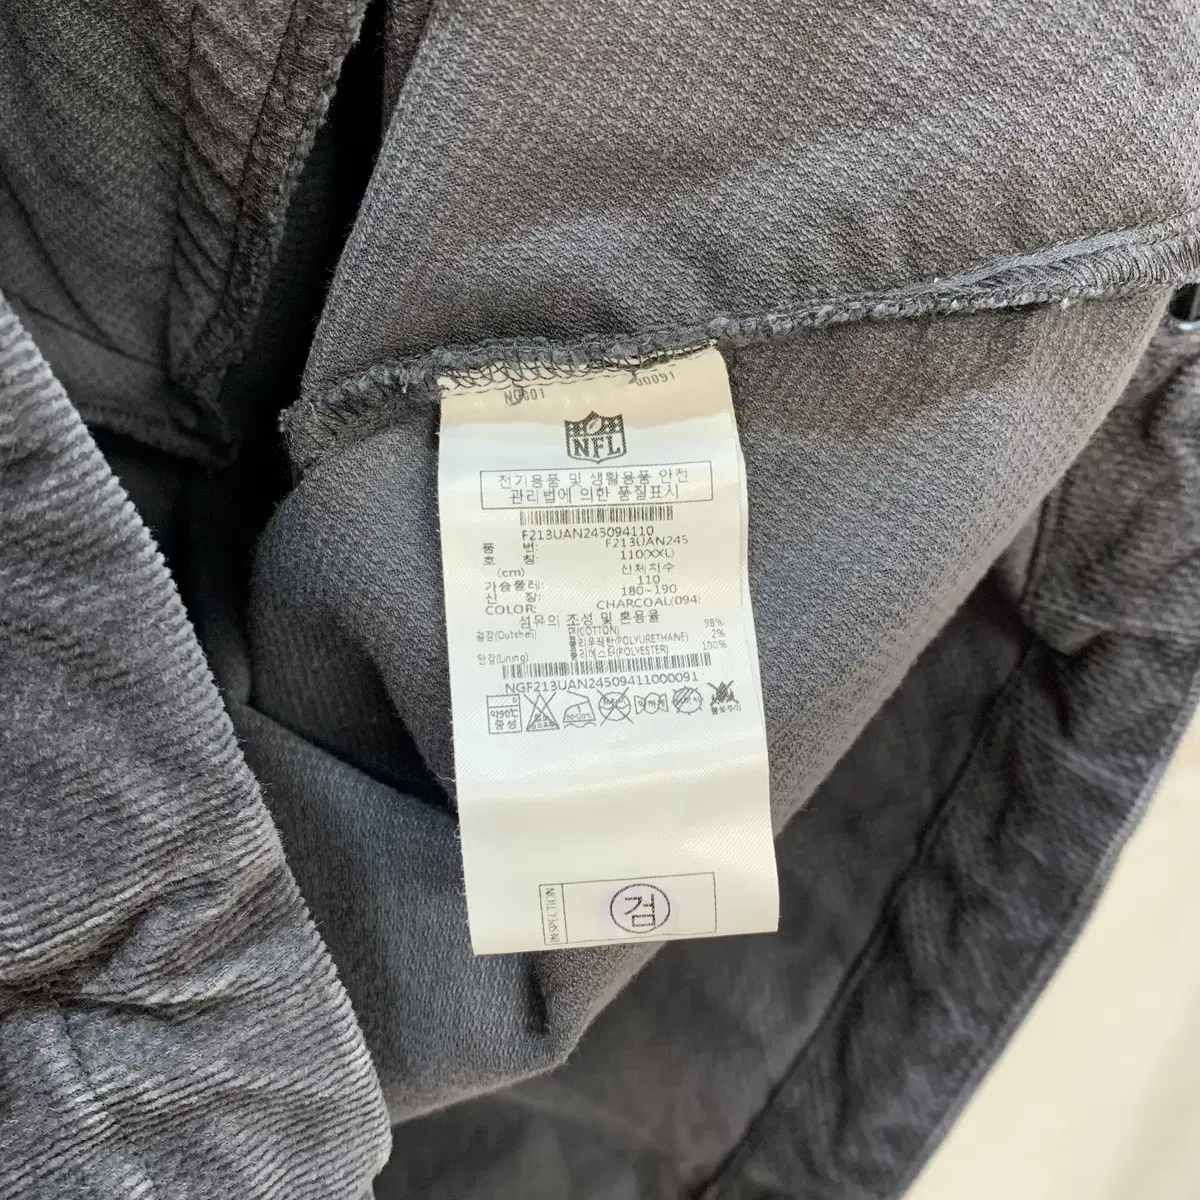 NG001 00091
NFL
전기용품 및 생활용품 안전
관리법에 의한 품질표시
F213UAN245094110
품 번: F213UAN245
호 칭: 110(XXL)
(cm) 신체치수
가슴둘레: 110
신 장: 180~190
COLOR: CHARCOAL(094)
섬유의 조성 및 혼용율
겉감(Outshell) 면(COTTON) 98%
폴리우레탄(POLYURETHANE) 2%
안감(Lining) 폴리에스터(POLYESTER) 100%
NGF213UAN24509411000091
중성
INSPECTION 검